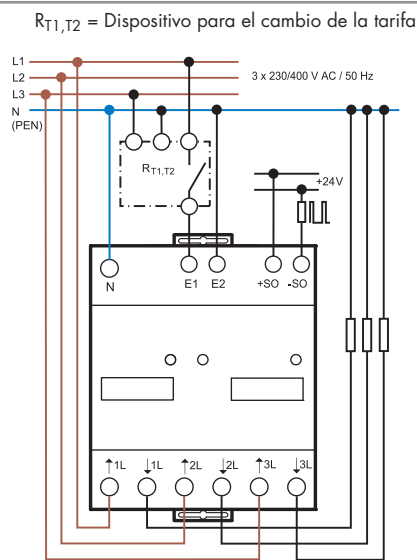 RT1,T2 = Dispositivo para el cambio de la tarifa
L1
L2
L3
N
(PEN)
3 x 230/400 V AC / 50 Hz
RT1,T2
+24V
N
E1
E2
+SO
-SO
↑1L
↓1L
↑2L
↓2L
↑3L
↓3L